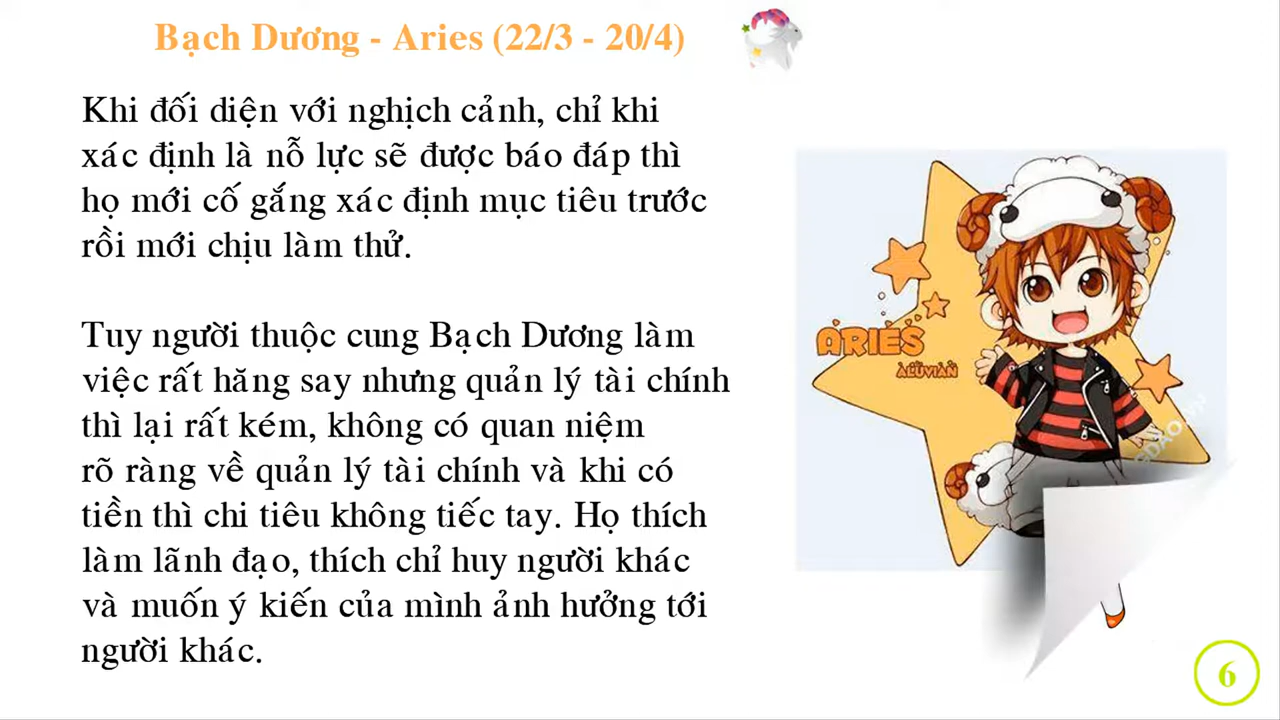 Bạch Dương - Aries (22/3 - 20/4)
Khi đối diện với nghịch cảnh, chỉ khi
xác định là nỗ lực sẽ được báo đáp thì
họ mới cố gắng xác định mục tiêu trước
rồi mới chịu làm thử.
Tuy người thuộc cung Bạch Dương làm
việc rất hăng say nhưng quản lý tài chính
thì lại rất kém, không có quan niệm
rõ ràng về quản lý tài chính và khi có
tiền thì chi tiêu không tiếc tay. Họ thích
làm lãnh đạo, thích chỉ huy người khác
và muốn ý kiến của mình ảnh hưởng tới
người khác.
ARIES
ALUVIAN
6